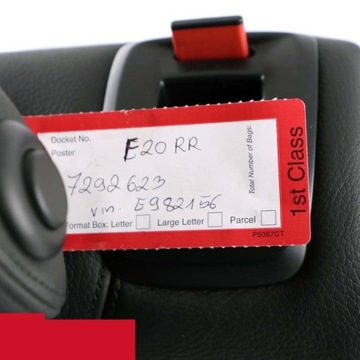 Docket No.
Poster
E20 RR
7292623
vin. E982156
Format Box: Letter Large Letter Parcel
Total Number of Bags:
1st Class
P5067CT